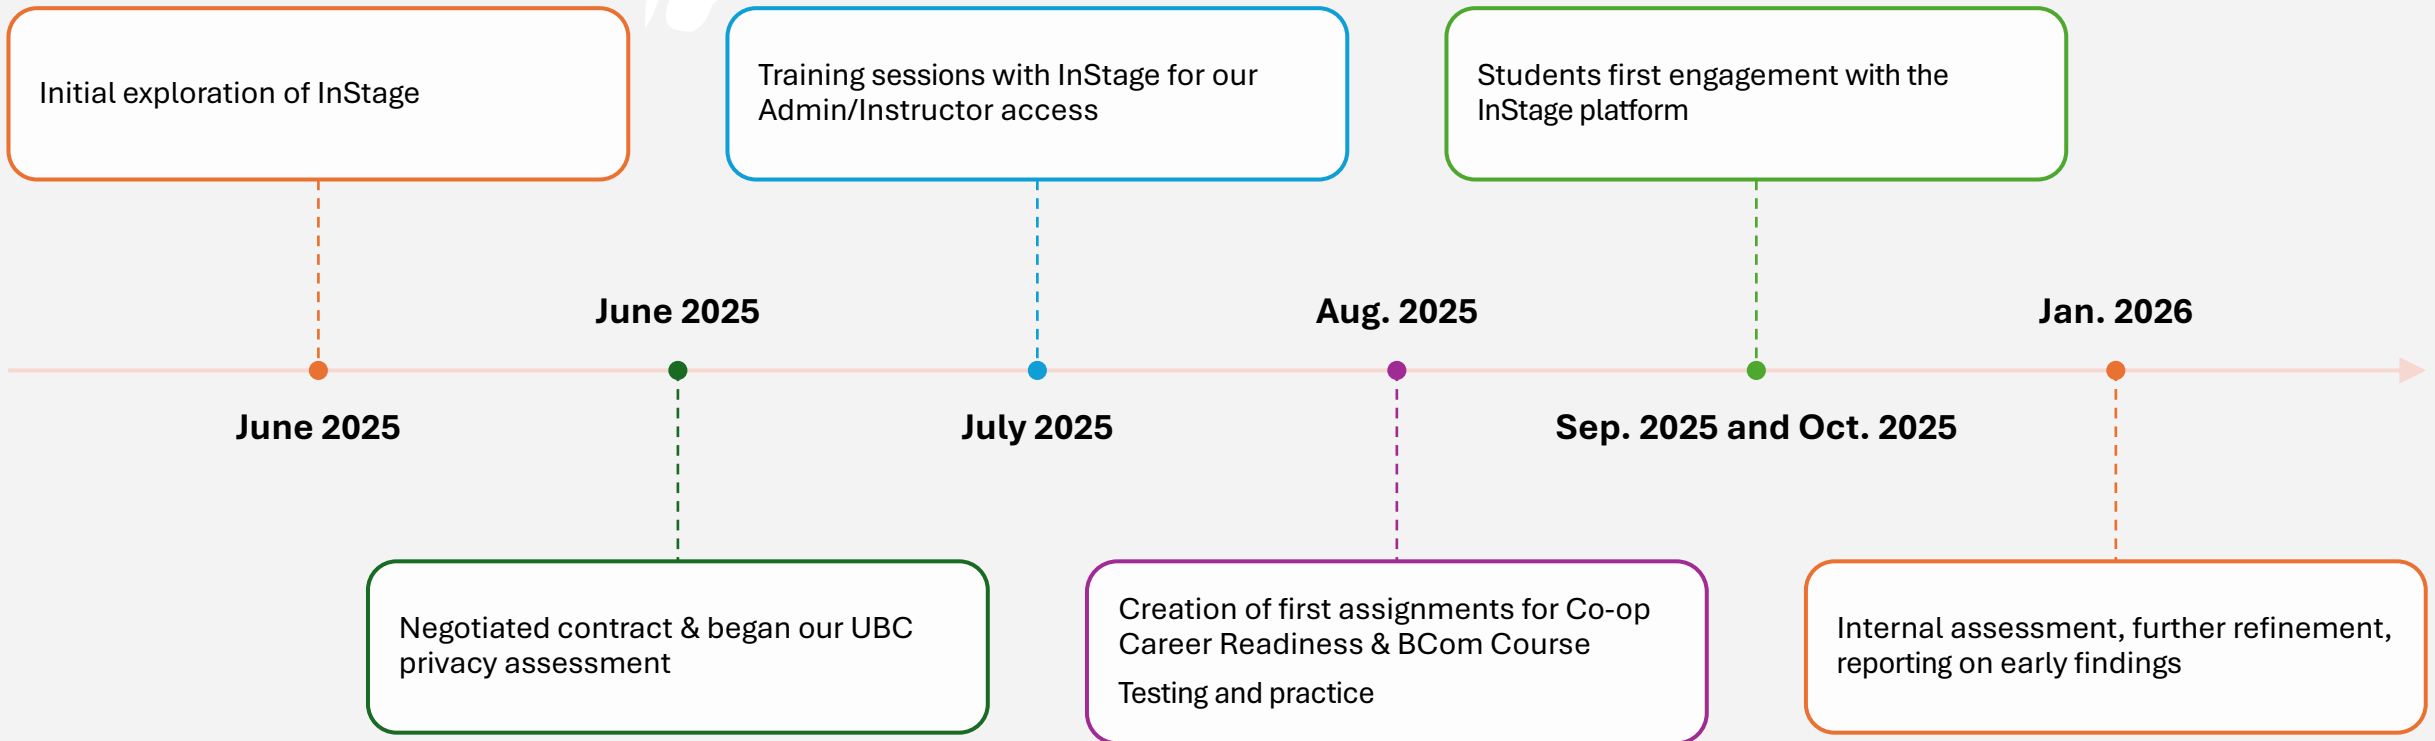 Initial exploration of InStage
Training sessions with InStage for our
Admin/Instructor access
Students first engagement with the
InStage platform
June 2025
Aug. 2025
Jan. 2026
June 2025
July 2025
Sep. 2025 and Oct. 2025
Negotiated contract & began our UBC
privacy assessment
Creation of first assignments for Co-op
Career Readiness & BCom Course
Testing and practice
Internal assessment, further refinement,
reporting on early findings